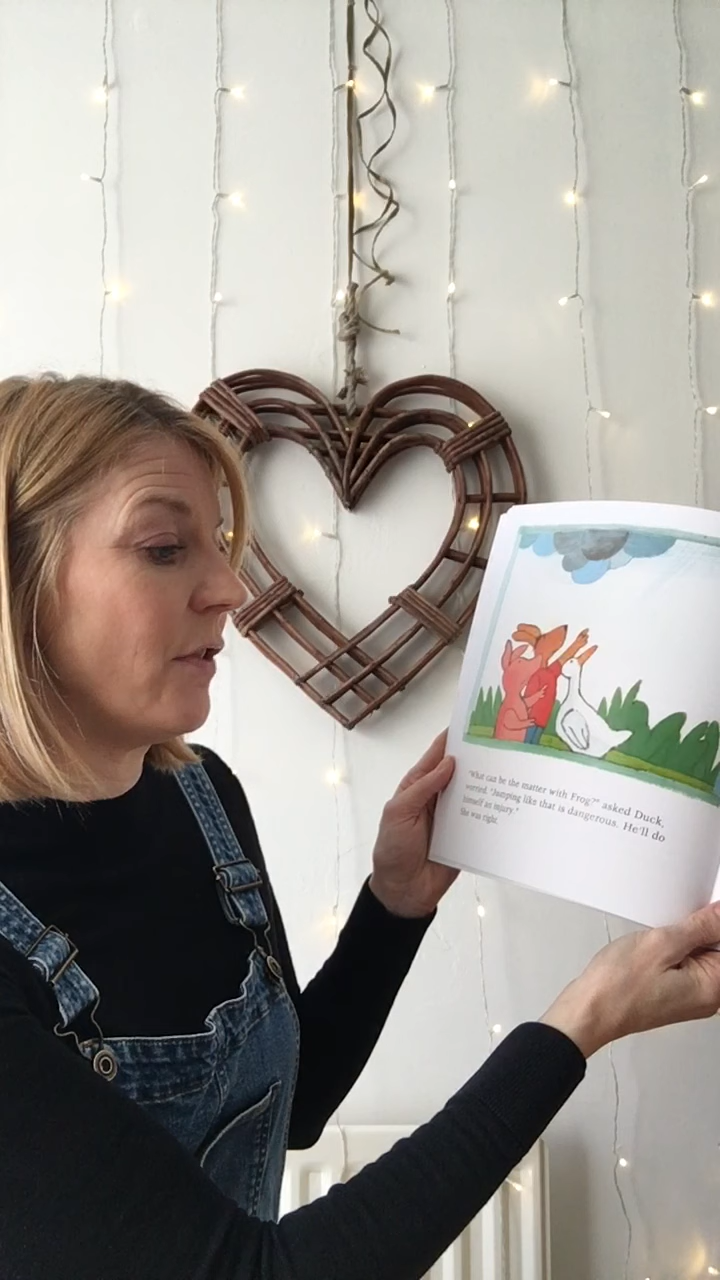 "What can be the matter with Frog?" asked Duck,
worried. "Jumping like that is dangerous. He'll do
himself an injury."
She was right.